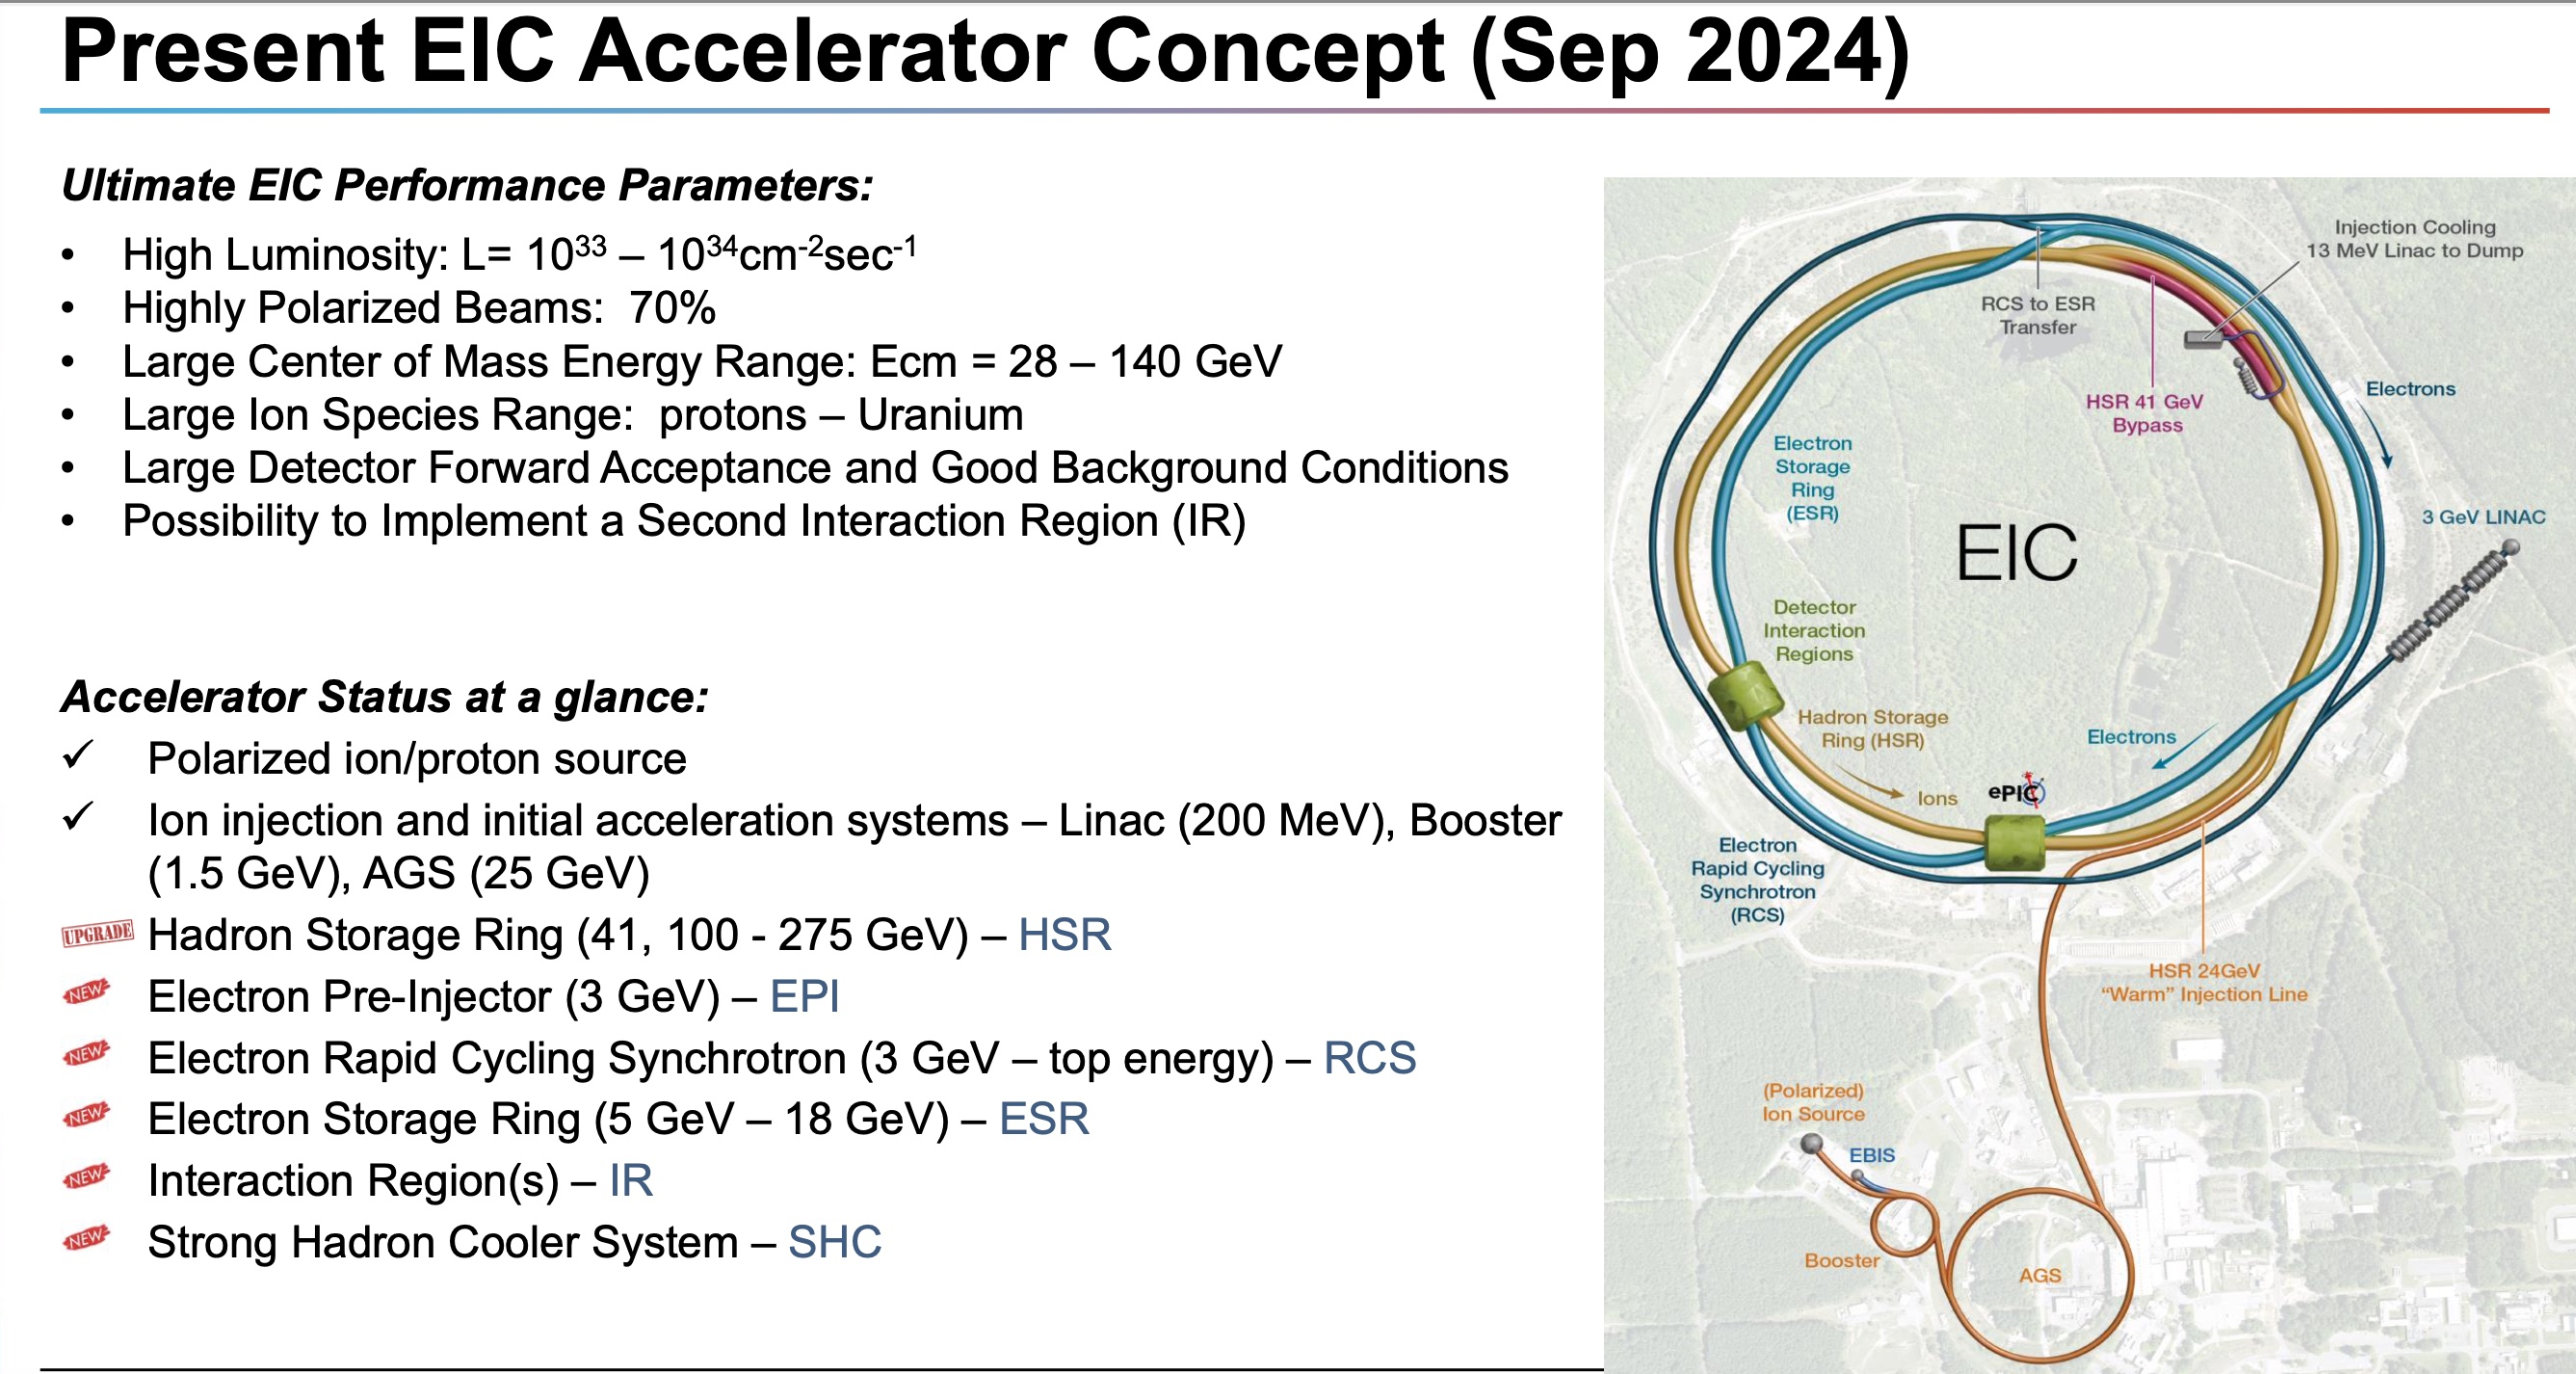 Present EIC Accelerator Concept (Sep 2024)
Ultimate EIC Performance Parameters:
• High Luminosity: L= 10³³ – 10³⁴cm⁻²sec⁻¹
• Highly Polarized Beams:  70%
• Large Center of Mass Energy Range: Ecm = 28 – 140 GeV
• Large Ion Species Range:  protons – Uranium
• Large Detector Forward Acceptance and Good Background Conditions
• Possibility to Implement a Second Interaction Region (IR)
Accelerator Status at a glance:
✓ Polarized ion/proton source
✓ Ion injection and initial acceleration systems – Linac (200 MeV), Booster
(1.5 GeV), AGS (25 GeV)
UPGRADE Hadron Storage Ring (41, 100 - 275 GeV) – HSR
NEW Electron Pre-Injector (3 GeV) – EPI
NEW Electron Rapid Cycling Synchrotron (3 GeV – top energy) – RCS
NEW Electron Storage Ring (5 GeV – 18 GeV) – ESR
NEW Interaction Region(s) – IR
NEW Strong Hadron Cooler System – SHC
Injection Cooling
13 MeV Linac to Dump
RCS to ESR
Transfer
HSR 41 GeV
Bypass
Electrons
Electron
Storage
Ring
(ESR)
3 GeV LINAC
EIC
Detector
Interaction
Regions
Hadron Storage
Ring (HSR)
Electrons
Ions
ePIC
Electron
Rapid Cycling
Synchrotron
(RCS)
HSR 24GeV
“Warm” Injection Line
(Polarized)
Ion Source
EBIS
Booster
AGS